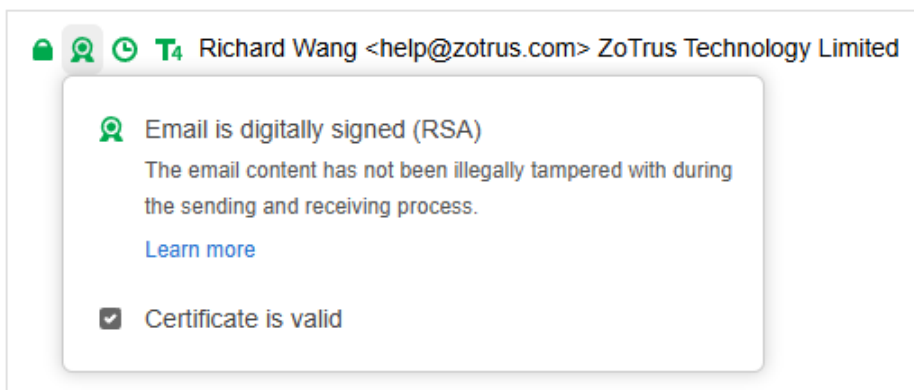 T4 Richard Wang <help@zotrus.com> ZoTrus Technology Limited
Email is digitally signed (RSA)
The email content has not been illegally tampered with during
the sending and receiving process.
Learn more
Certificate is valid